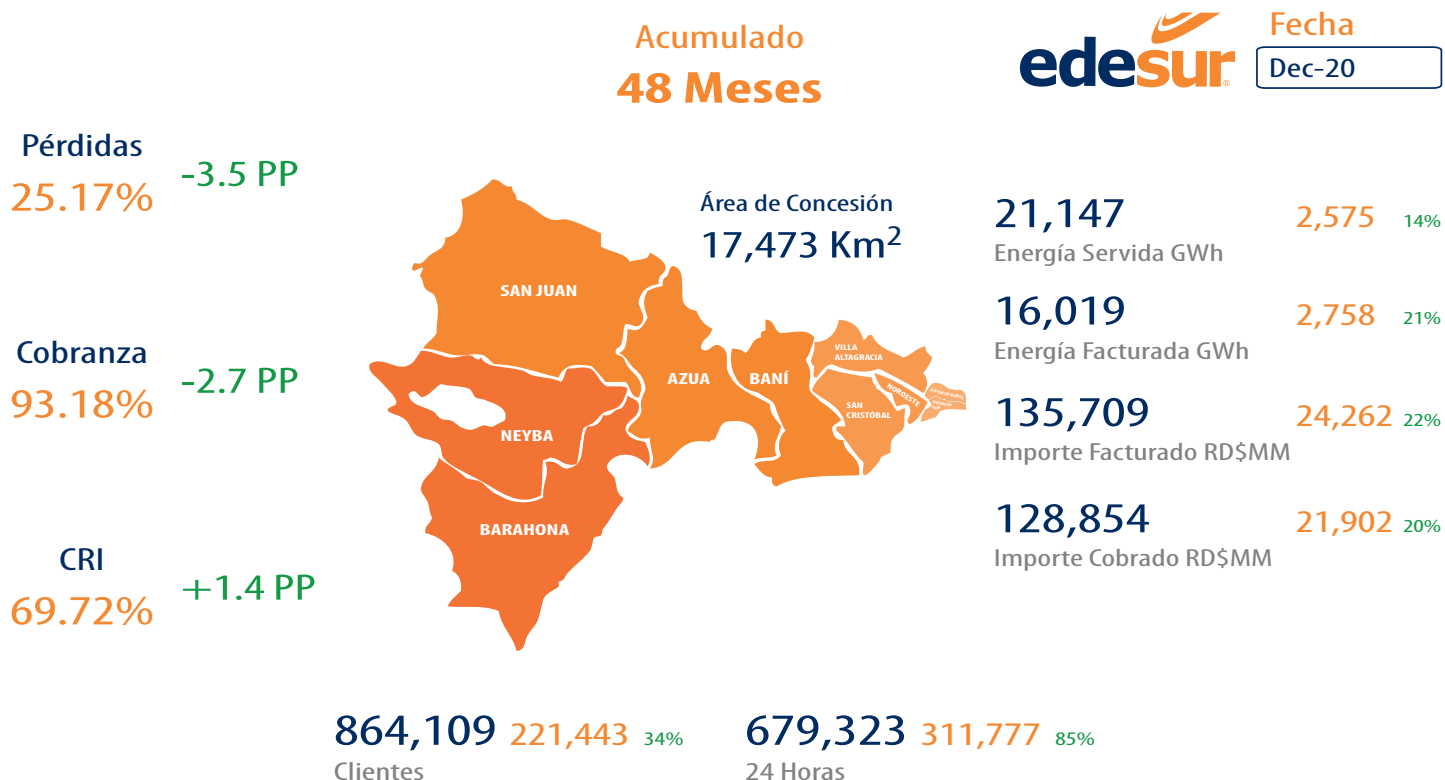 Acumulado
48 Meses
edesur
Fecha
Dec-20
Pérdidas
25.17%
-3.5 PP
Cobranza
93.18%
-2.7 PP
CRI
69.72%
+1.4 PP
Área de Concesión
17,473 Km²
SAN JUAN
AZUA
BANÍ
VILLA
ALTAGRACIA
SAN
CRISTÓBAL
NOROESTE
NEYBA
BARAHONA
21,147 2,575 14%
Energía Servida GWh
16,019 2,758 21%
Energía Facturada GWh
135,709 24,262 22%
Importe Facturado RD$MM
128,854 21,902 20%
Importe Cobrado RD$MM
864,109 221,443 34%
Clientes
679,323 311,777 85%
24 Horas